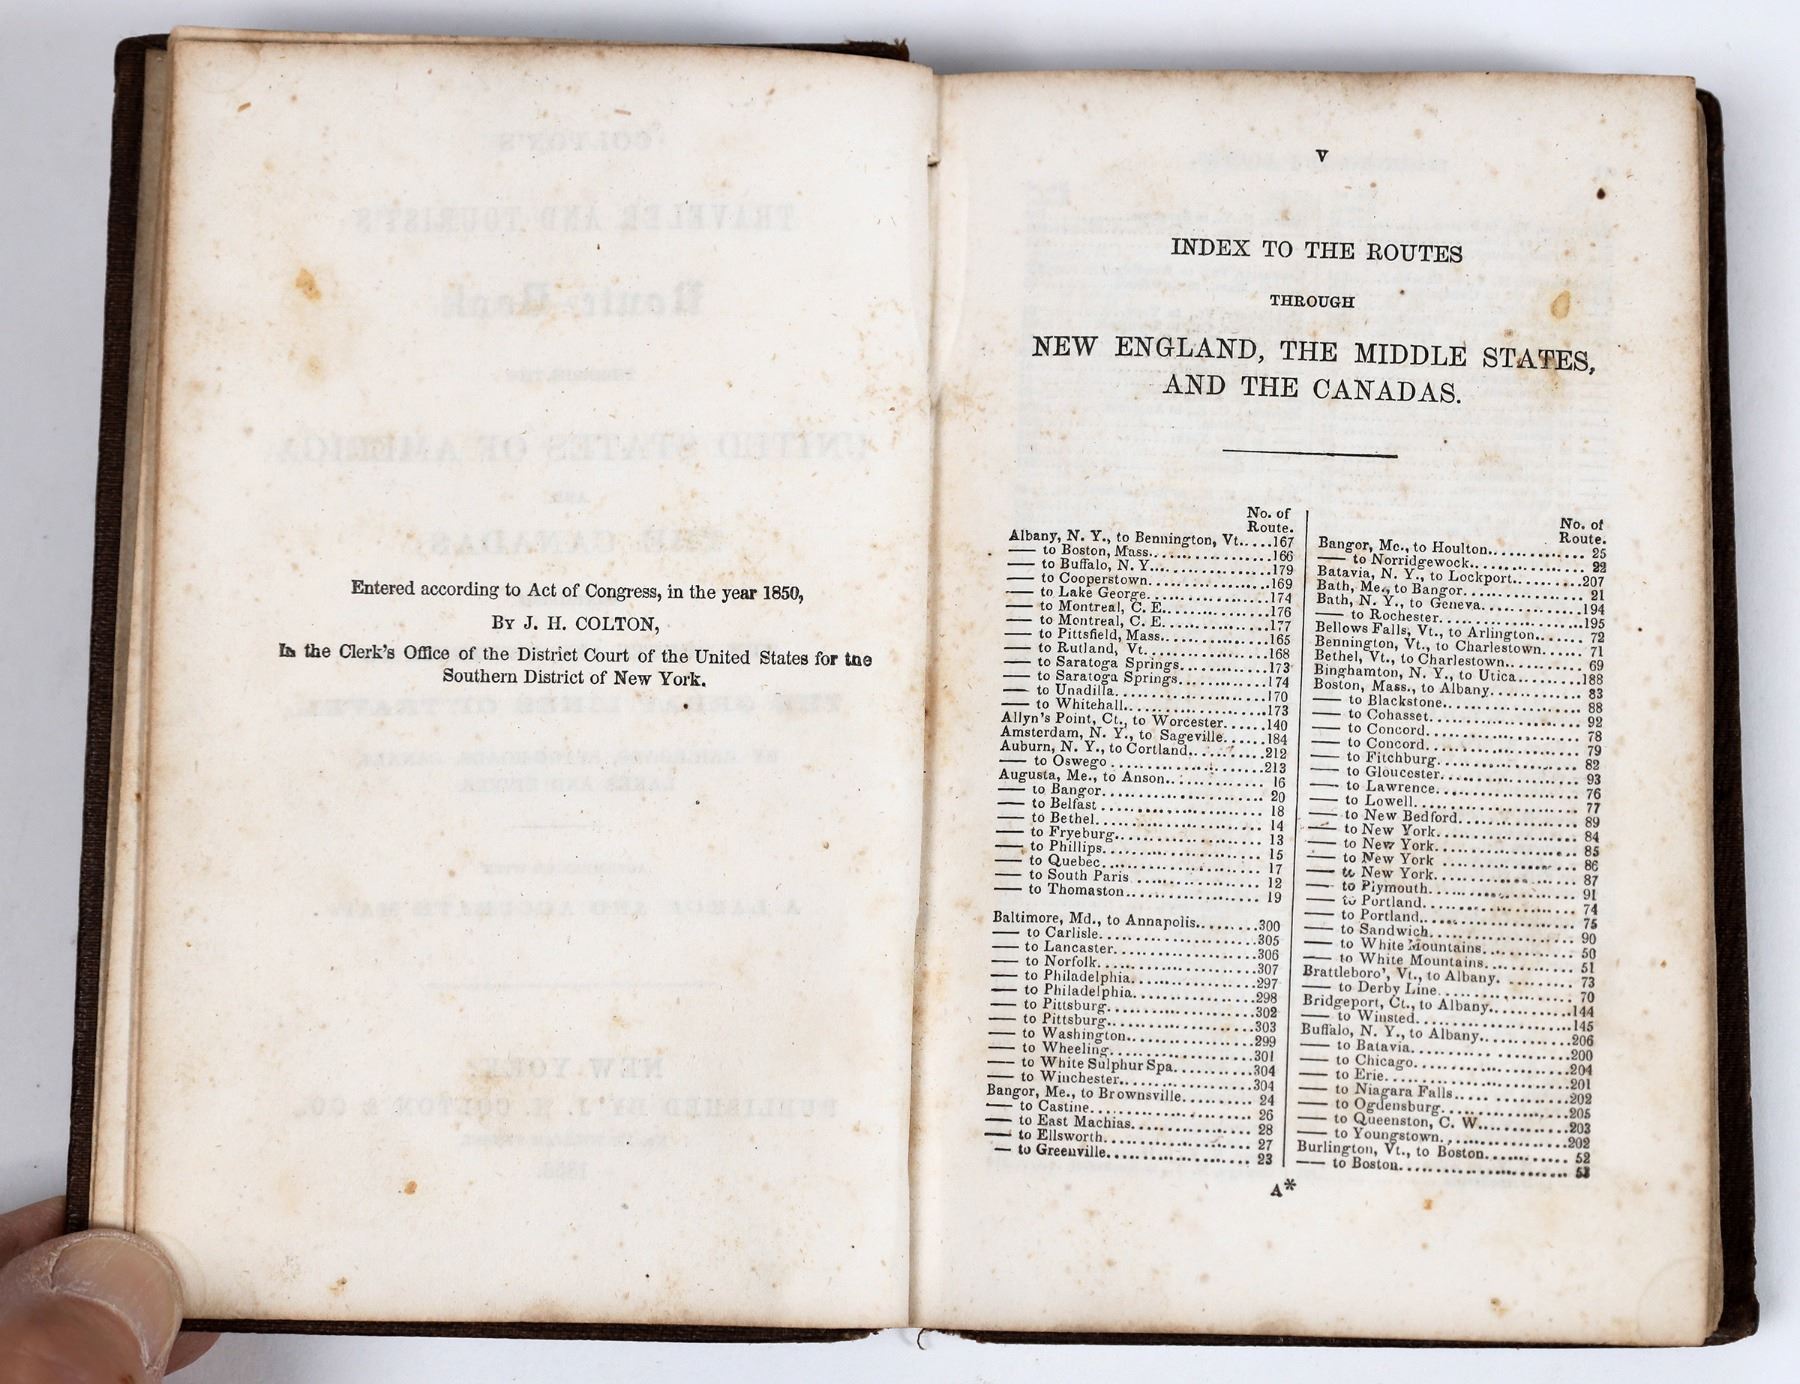 Entered according to Act of Congress, in the year 1850,
BY J. H. COLTON,
In the Clerk's Office of the District Court of the United States for the
Southern District of New York.
V
INDEX TO THE ROUTES
THROUGH
NEW ENGLAND, THE MIDDLE STATES,
AND THE CANADAS.
No. of
Route.
Albany, N. Y., to Bennington, Vt.....167
— to Boston, Mass..................166
— to Buffalo, N. Y..................179
— to Cooperstown..................169
— to Lake George..................174
— to Montreal, C. E..................176
— to Montreal, C. E..................177
— to Pittsfield, Mass..................165
— to Rutland, Vt..................168
— to Saratoga Springs..................173
— to Saratoga Springs..................174
— to Unadilla..................170
— to Whitehall..................173
Allyn's Point, Ct., to Worcester......140
Amsterdam, N. Y., to Sageville......184
Auburn, N. Y., to Cortland..........212
— to Oswego ..................213
Augusta, Me., to Anson............ 16
— to Bangor.................. 20
— to Belfast .................. 18
— to Bethel.................. 14
— to Fryeburg.................. 13
— to Phillips.................. 15
— to Quebec.................. 17
— to South Paris .................. 12
— to Thomaston.................. 19
Baltimore, Md., to Annapolis.........300
— to Carlisle..................305
— to Lancaster..................306
— to Norfolk..................307
— to Philadelphia..................297
— to Philadelphia..................298
— to Pittsburg..................302
— to Pittsburg..................303
— to Washington..................299
— to Wheeling..................301
— to White Sulphur Spa............304
— to Winchester..................304
Bangor, Me., to Brownsville......... 24
— to Castine.................. 26
— to East Machias.................. 28
— to Ellsworth.................. 27
— to Greenville.................. 23
No. of
Route.
Bangor, Me., to Houlton............ 25
— to Norridgewock............ 22
Batavia, N. Y., to Lockport.........207
Bath, Me., to Bangor............ 21
Bath, N. Y., to Geneva............194
— to Rochester..................195
Bellows Falls, Vt., to Arlington...... 72
Bennington, Vt., to Charlestown..... 71
Bethel, Vt., to Charlestown......... 69
Binghamton, N. Y., to Utica.........188
Boston, Mass., to Albany............ 83
— to Blackstone.................. 88
— to Cohasset.................. 92
— to Concord.................. 78
— to Concord.................. 79
— to Fitchburg.................. 82
— to Gloucester.................. 93
— to Lawrence.................. 76
— to Lowell.................. 77
— to New Bedford.................. 89
— to New York.................. 84
— to New York.................. 85
— to New York .................. 86
— to New York.................. 87
— to Plymouth.................. 91
— to Portland.................. 74
— to Portland.................. 75
— to Sandwich.................. 90
— to White Mountains............ 50
— to White Mountains............ 51
Brattleboro', Vt., to Albany. ......... 73
— to Derby Line.................. 70
Bridgeport, Ct., to Albany............144
— to Winsted..................145
Buffalo, N. Y., to Albany............206
— to Batavia..................200
— to Chicago..................204
— to Erie..................201
— to Niagara Falls..................202
— to Ogdensburg..................205
— to Queenston, C. W............203
— to Youngstown..................202
Burlington, Vt., to Boston............ 52
— to Boston.................. 53
A*